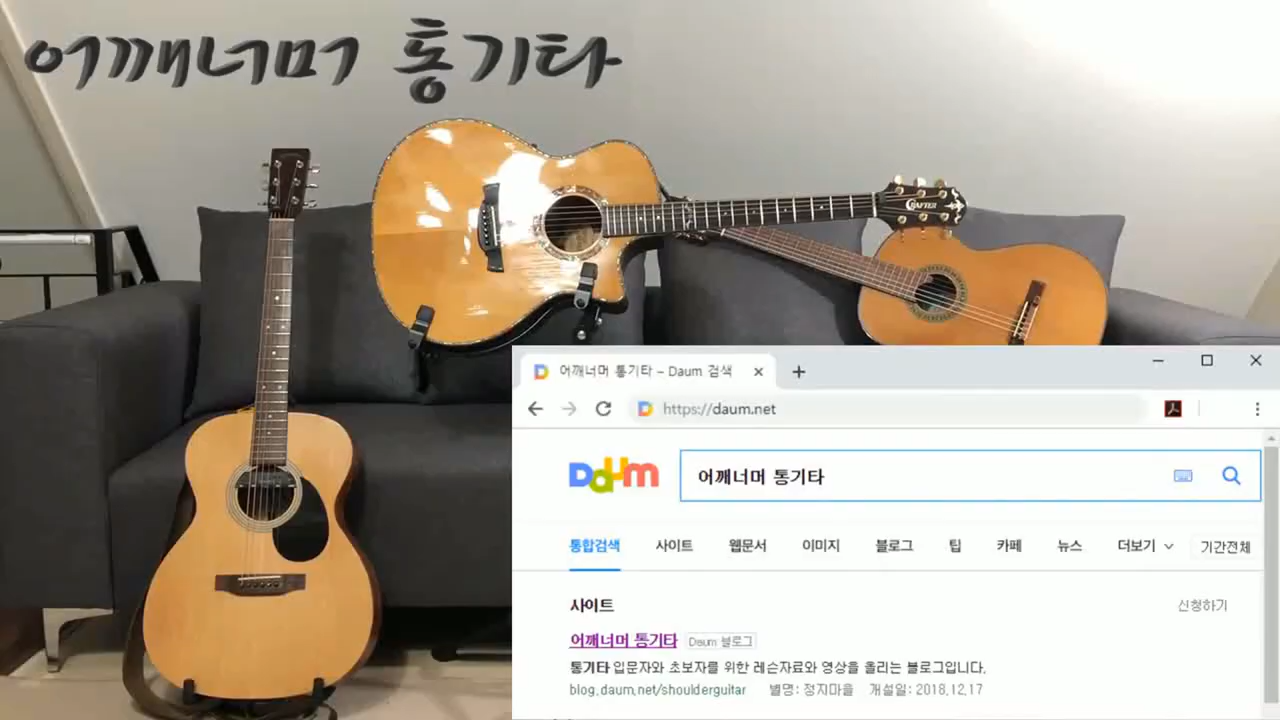 어깨너머 통기타
CRAFTER
어깨너머 통기타 – Daum 검색
https://daum.net
Daum
어깨너머 통기타
통합검색 사이트 웹문서 이미지 블로그 팁 카페 뉴스 더보기 기간전체
사이트 신청하기
어깨너머 통기타 Daum 블로그
통기타 입문자와 초보자를 위한 레슨자료와 영상을 올리는 블로그입니다.
blog.daum.net/shoulderguitar 별명: 정지마을 개설일: 2018.12.17